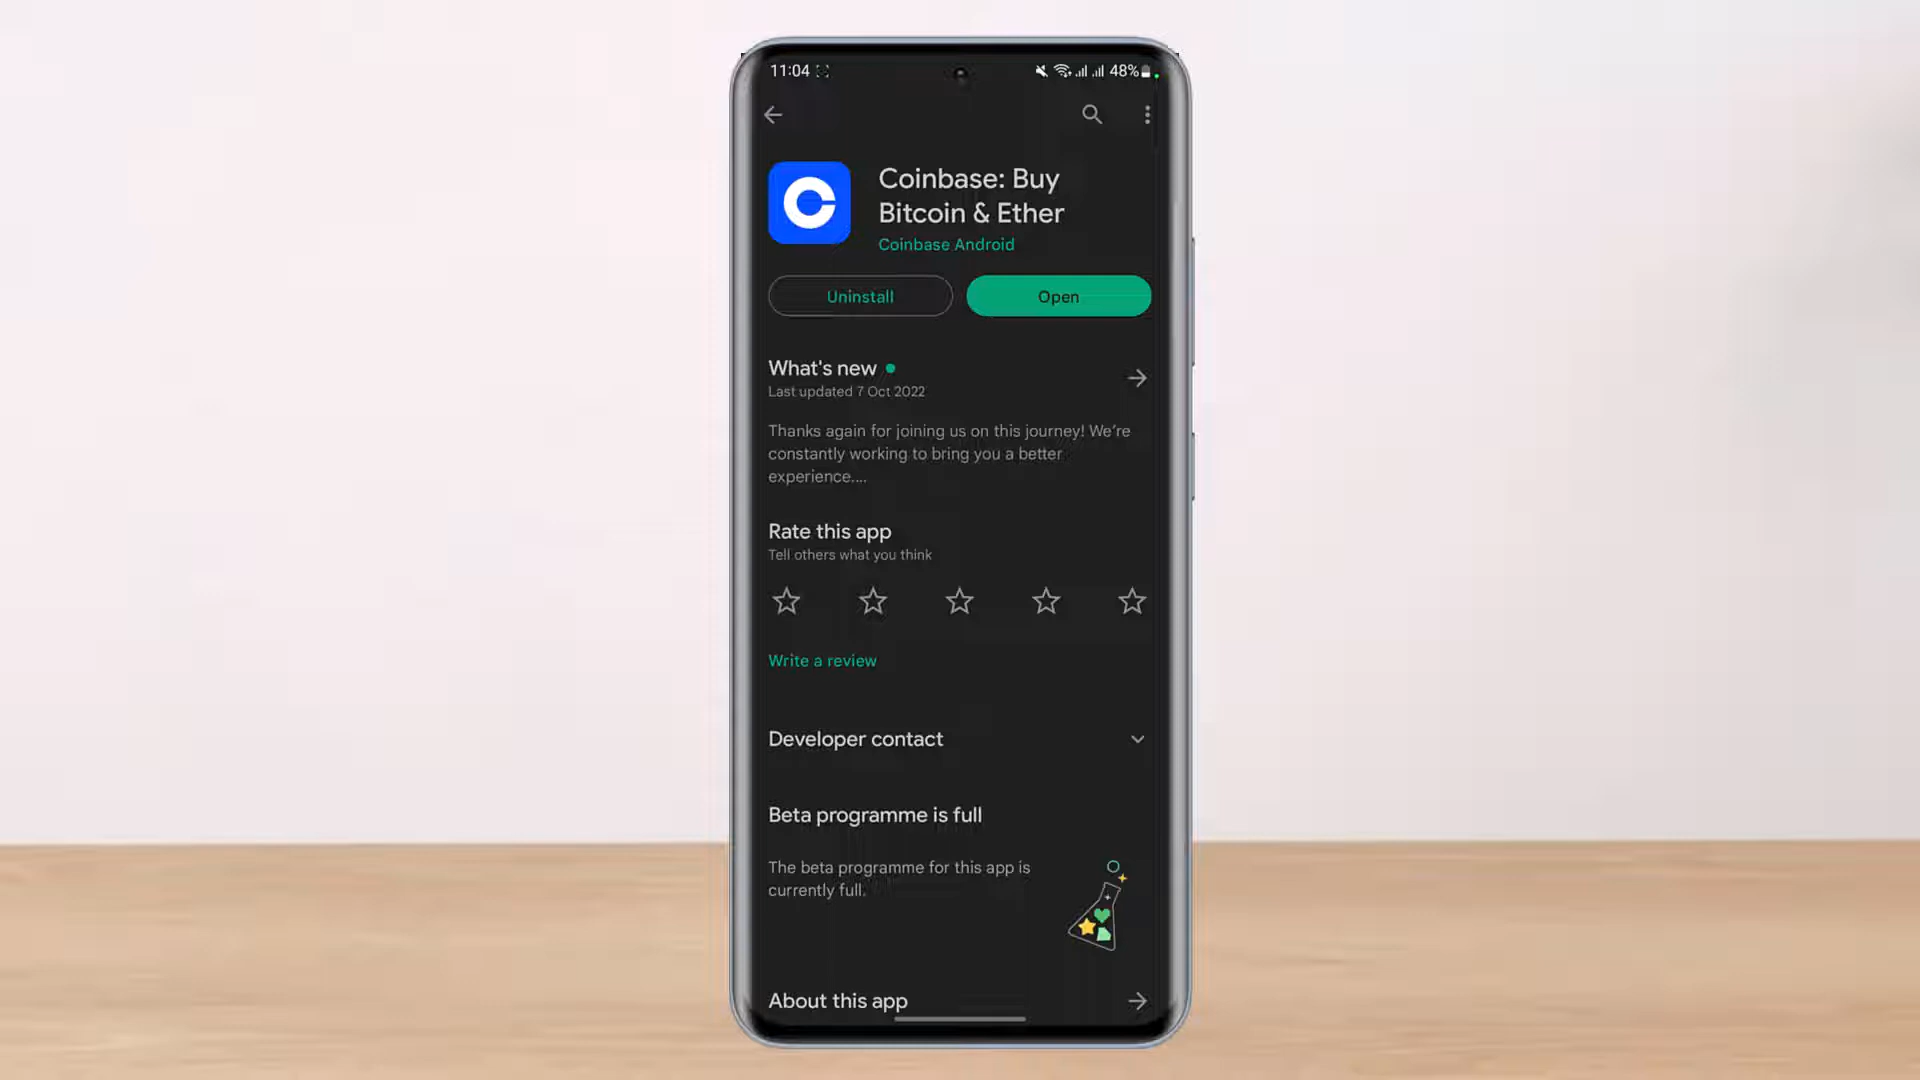 11:04
48%
Coinbase: Buy
Bitcoin & Ether
Coinbase Android
Uninstall
Open
What's new
Last updated 7 Oct 2022
Thanks again for joining us on this journey! We're
constantly working to bring you a better
experience....
Rate this app
Tell others what you think
Write a review
Developer contact
Beta programme is full
The beta programme for this app is
currently full.
About this app